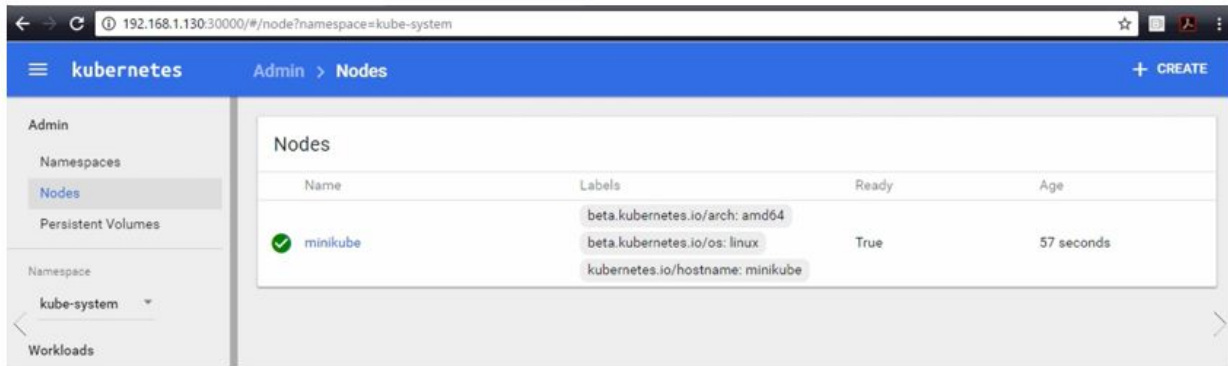 192.168.1.130:30000/#/node?namespace=kube-system
kubernetes
Admin > Nodes
+ CREATE
Admin
Namespaces
Nodes
Persistent Volumes
Namespace
kube-system
Workloads
Nodes
Name Labels Ready Age
minikube
beta.kubernetes.io/arch: amd64
beta.kubernetes.io/os: linux
kubernetes.io/hostname: minikube
True
57 seconds